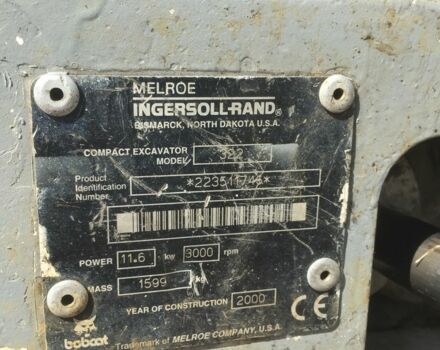 MELROE
INGERSOLL-RAND®
BISMARCK, NORTH DAKOTA U.S.A.
COMPACT EXCAVATOR MODEL 322
Product Identification Number *223511744*
POWER 11.6 kw 3000 rpm
MASS 1599 kg
YEAR OF CONSTRUCTION 2000
CE
bobcat Trademark of MELROE COMPANY, U.S.A.